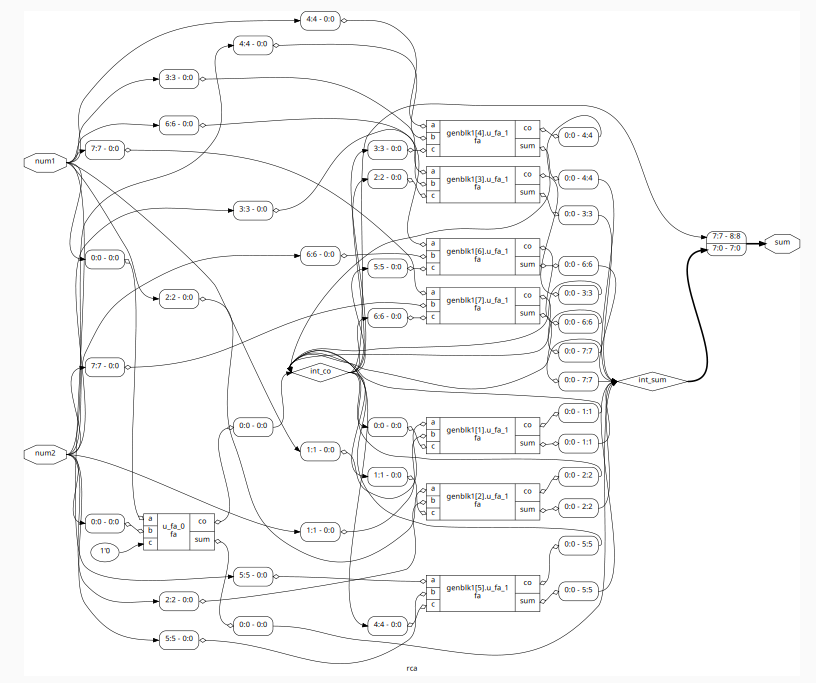 4:4 - 0:0
4:4 - 0:0
3:3 - 0:0
6:6 - 0:0
7:7 - 0:0
num1
3:3 - 0:0
0:0 - 0:0
6:6 - 0:0
2:2 - 0:0
7:7 - 0:0
int_co
0:0 - 0:0
1:1 - 0:0
num2
0:0 - 0:0
1'0
a
b
c
u_fa_0
fa
co
sum
1:1 - 0:0
5:5 - 0:0
2:2 - 0:0
0:0 - 0:0
5:5 - 0:0
3:3 - 0:0
2:2 - 0:0
5:5 - 0:0
6:6 - 0:0
0:0 - 0:0
1:1 - 0:0
4:4 - 0:0
a
b
c
genblk1[4].u_fa_1
fa
co
sum
a
b
c
genblk1[3].u_fa_1
fa
co
sum
a
b
c
genblk1[6].u_fa_1
fa
co
sum
a
b
c
genblk1[7].u_fa_1
fa
co
sum
a
b
c
genblk1[1].u_fa_1
fa
co
sum
a
b
c
genblk1[2].u_fa_1
fa
co
sum
a
b
c
genblk1[5].u_fa_1
fa
co
sum
0:0 - 4:4
0:0 - 4:4
0:0 - 3:3
0:0 - 6:6
0:0 - 3:3
0:0 - 6:6
0:0 - 7:7
0:0 - 7:7
0:0 - 1:1
0:0 - 1:1
0:0 - 2:2
0:0 - 2:2
0:0 - 5:5
0:0 - 5:5
int_sum
7:7 - 8:8
7:0 - 7:0
sum
rca